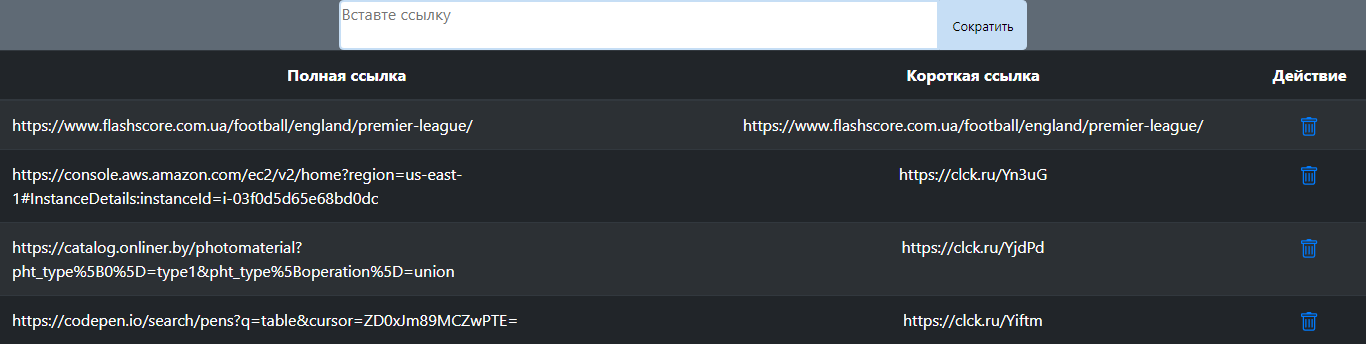 Вставте ссылку
Сократить
Полная ссылка Короткая ссылка Действие
https://www.flashscore.com.ua/football/england/premier-league/ https://www.flashscore.com.ua/football/england/premier-league/
https://console.aws.amazon.com/ec2/v2/home?region=us-east- https://clck.ru/Yn3uG
1#InstanceDetails:instanceId=i-03f0d5d65e68bd0dc
https://catalog.onliner.by/photomaterial? https://clck.ru/YjdPd
pht_type%5B0%5D=type1&pht_type%5Boperation%5D=union
https://codepen.io/search/pens?q=table&cursor=ZD0xJm89MCZwPTE= https://clck.ru/Yiftm